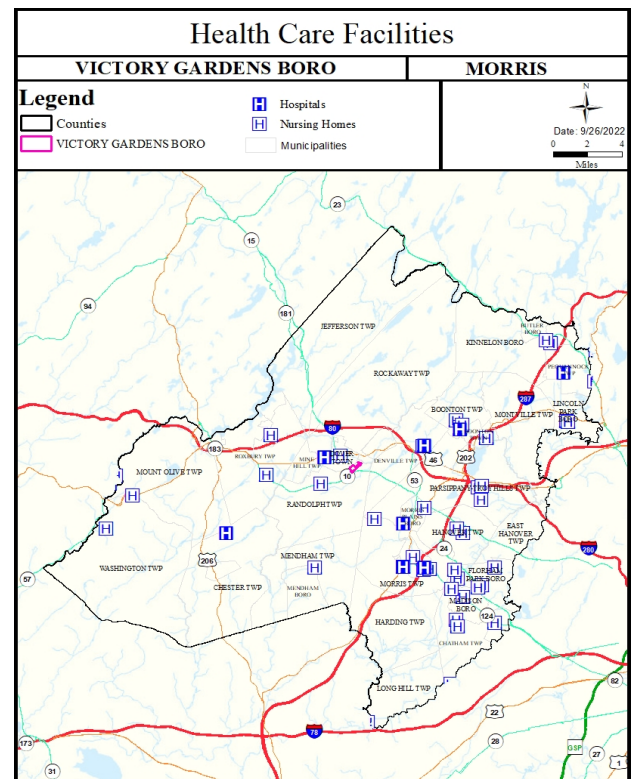 Health Care Facilities
VICTORY GARDENS BORO
MORRIS
Legend
Counties
VICTORY GARDENS BORO
H Hospitals
H Nursing Homes
Municipalities
N
Date: 9/26/2022
0 2 4
Miles
23
15
94
181
JEFFERSON TWP
BUTLER
BORO
KINNELON BORO
ROCKAWAY TWP
287
LINCOLN
PARK
BOONTON TWP
MONTVILLE TWP
80
183
ROXBURY TWP
MINE
HILL TWP
DENVILLE TWP
46
202
MOUNT OLIVE TWP
10
53
RANDOLPH TWP
HANOVER TWP
EAST
HANOVER
TWP
24
280
206
57
WASHINGTON TWP
MENDHAM TWP
CHESTER TWP
MENDHAM
BORO
MORRIS TWP
FLORHAM
PARK BORO
MADISON
BORO
124
HARDING TWP
CHATHAM TWP
LONG HILL TWP
82
22
78
28
173
31
GSP
27
1